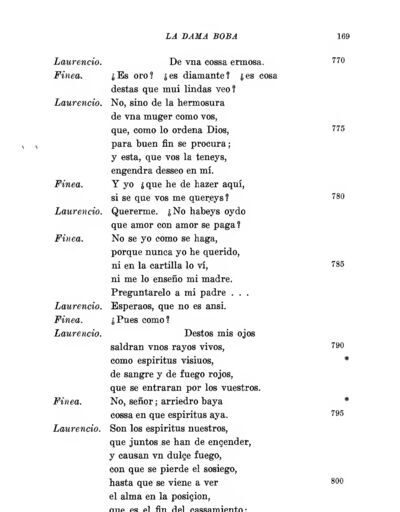 LA DAMA BOBA 169
Laurencio. De vna cossa ermosa. 770
Finea. ¿Es oro? ¿es diamante? ¿es cosa
destas que mui lindas veo?
Laurencio. No, sino de la hermosura
de vna muger como vos,
que, como lo ordena Dios, 775
para buen fin se procura;
y esta, que vos la teneys,
engendra desseo en mí.
Finea. Y yo ¿que he de hazer aquí,
si se que vos me quereys? 780
Laurencio. Quererme. ¿No habeys oydo
que amor con amor se paga?
Finea. No se yo como se haga,
porque nunca yo he querido,
ni en la cartilla lo ví, 785
ni me lo enseño mi madre.
Preguntarelo a mi padre . . .
Laurencio. Esperaos, que no es ansi.
Finea. ¿Pues como?
Laurencio. Destos mis ojos
saldran vnos rayos vivos, 790
como espiritus visiuos, *
de sangre y de fuego rojos,
que se entraran por los vuestros.
Finea. No, señor; arriedro baya *
cossa en que espiritus aya. 795
Laurencio. Son los espiritus nuestros,
que juntos se han de ençender,
y causan vn dulçe fuego,
con que se pierde el sosiego,
hasta que se viene a ver 800
el alma en la posiçion,
que es el fin del cassamiento;